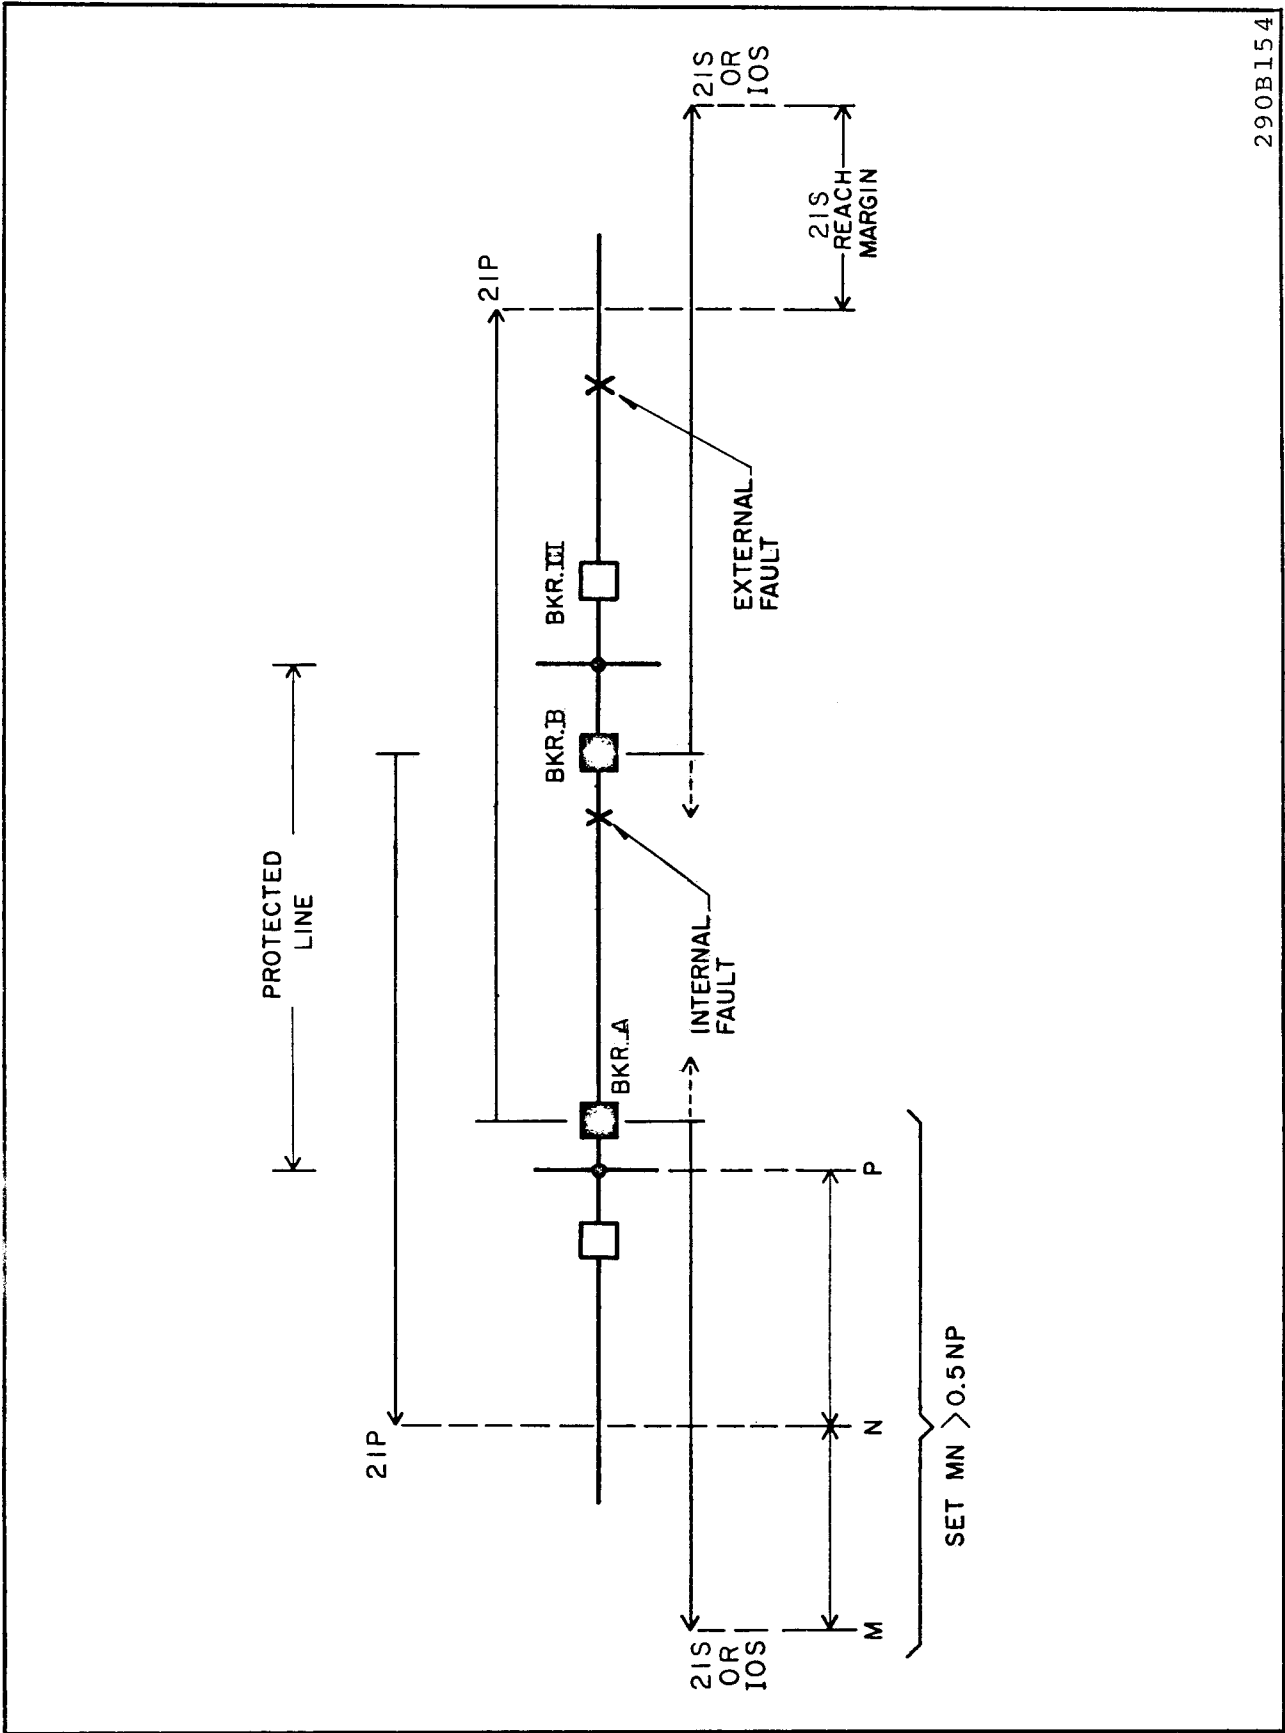 PROTECTED
LINE
21P
21P
BKR. A
BKR. B
BKR. III
INTERNAL
FAULT
EXTERNAL
FAULT
21S
OR
IOS
21S
OR
IOS
21S
REACH
MARGIN
M
N
P
SET MN >0.5NP
290B154